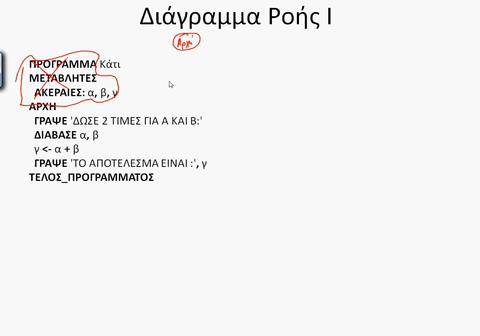 Διάγραμμα Ροής Ι
Αρχή
ΠΡΟΓΡΑΜΜΑ Κάτι
ΜΕΤΑΒΛΗΤΕΣ
ΑΚΕΡΑΙΕΣ: α, β, γ
ΑΡΧΗ
ΓΡΑΨΕ 'ΔΩΣΕ 2 ΤΙΜΕΣ ΓΙΑ Α ΚΑΙ Β:'
ΔΙΑΒΑΣΕ α, β
γ <- α + β
ΓΡΑΨΕ 'ΤΟ ΑΠΟΤΕΛΕΣΜΑ ΕΙΝΑΙ :', γ
ΤΕΛΟΣ_ΠΡΟΓΡΑΜΜΑΤΟΣ